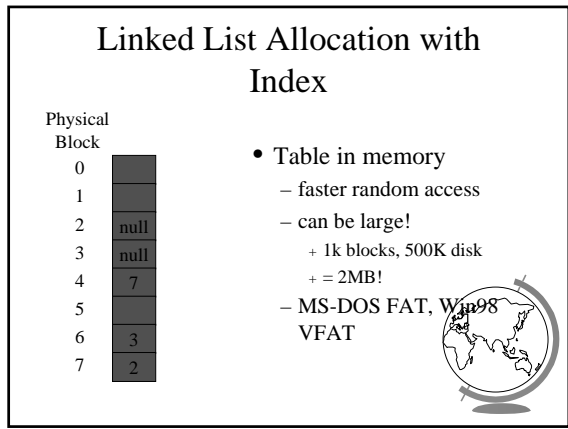 Linked List Allocation with
Index
Physical
Block
0
1
2 null
3 null
4 7
5
6 3
7 2
• Table in memory
– faster random access
– can be large!
+ 1k blocks, 500K disk
+ = 2MB!
– MS-DOS FAT, Win98
VFAT